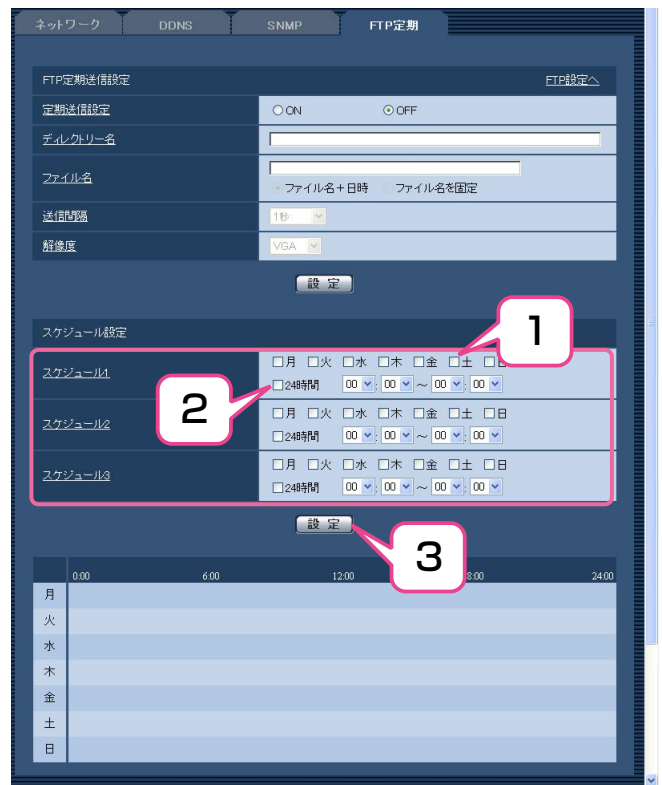 ネットワーク DDNS SNMP FTP定期
FTP定期送信設定 FTP設定へ
定期送信設定 ON OFF
ディレクトリー名
ファイル名
ファイル名+日時 ファイル名を固定
送信間隔 1秒
解像度 VGA
設定
スケジュール設定
1
スケジュール1 月 火 水 木 金 土 日
24時間 00 : 00 ～ 00 : 00
2
スケジュール2 月 火 水 木 金 土 日
24時間 00 : 00 ～ 00 : 00
スケジュール3 月 火 水 木 金 土 日
24時間 00 : 00 ～ 00 : 00
設定
3
0:00 6:00 12:00 8:00 24:00
月
火
水
木
金
土
日